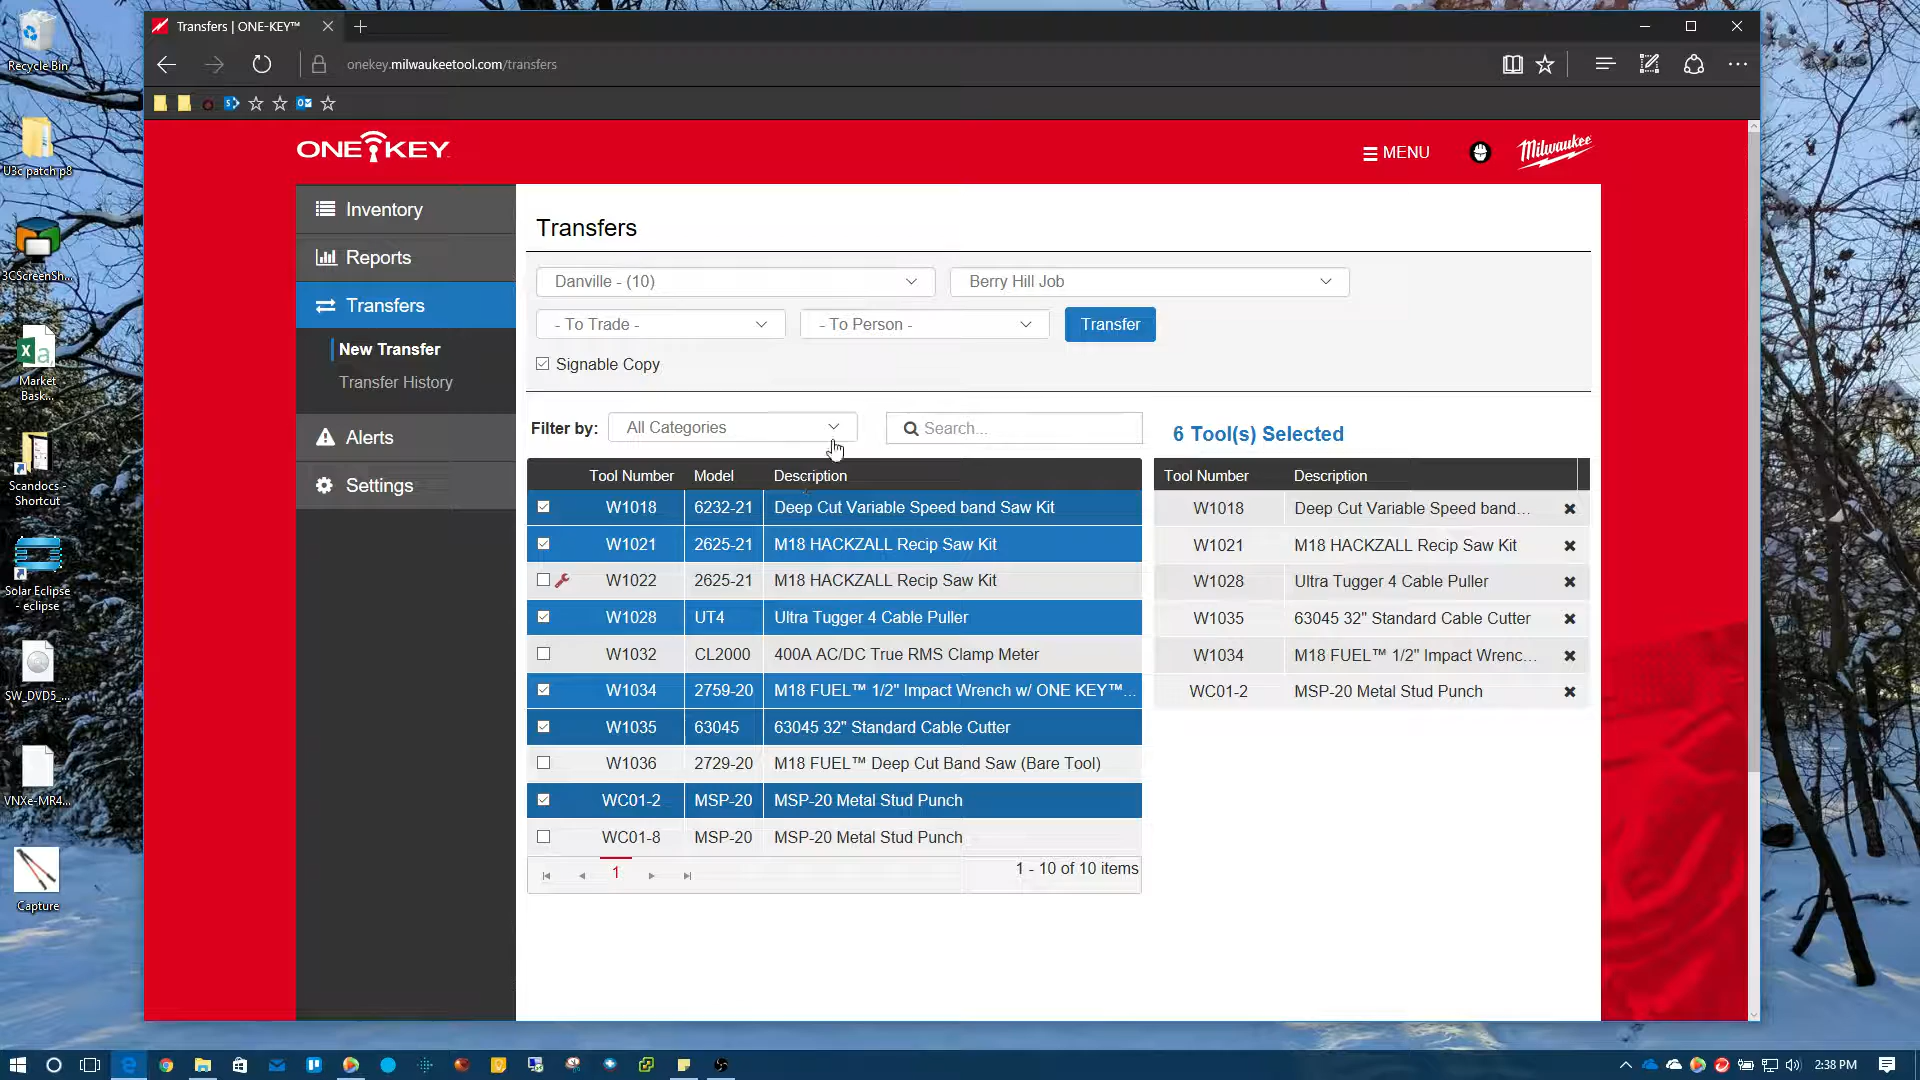 Recycle Bin
U3c patch p8
3CScreenSh...
Market
Bask...
Scandocs -
Shortcut
Solar Eclipse
- eclipse
SW_DVD5_...
VNXe-MR4...
Capture
Transfers | ONE-KEY™
onekey.milwaukeetool.com/transfers
ONE KEY
MENU
Milwaukee
Inventory
Reports
Transfers
New Transfer
Transfer History
Alerts
Settings
Transfers
Danville - (10)
Berry Hill Job
- To Trade -
- To Person -
Transfer
Signable Copy
Filter by:
All Categories
Search...
6 Tool(s) Selected
Tool Number Model Description
W1018 6232-21 Deep Cut Variable Speed band Saw Kit
W1021 2625-21 M18 HACKZALL Recip Saw Kit
W1022 2625-21 M18 HACKZALL Recip Saw Kit
W1028 UT4 Ultra Tugger 4 Cable Puller
W1032 CL2000 400A AC/DC True RMS Clamp Meter
W1034 2759-20 M18 FUEL™ 1/2" Impact Wrench w/ ONE KEY™...
W1035 63045 63045 32" Standard Cable Cutter
W1036 2729-20 M18 FUEL™ Deep Cut Band Saw (Bare Tool)
WC01-2 MSP-20 MSP-20 Metal Stud Punch
WC01-8 MSP-20 MSP-20 Metal Stud Punch
1
1 - 10 of 10 items
Tool Number Description
W1018 Deep Cut Variable Speed band...
W1021 M18 HACKZALL Recip Saw Kit
W1028 Ultra Tugger 4 Cable Puller
W1035 63045 32" Standard Cable Cutter
W1034 M18 FUEL™ 1/2" Impact Wrenc...
WC01-2 MSP-20 Metal Stud Punch
2:38 PM